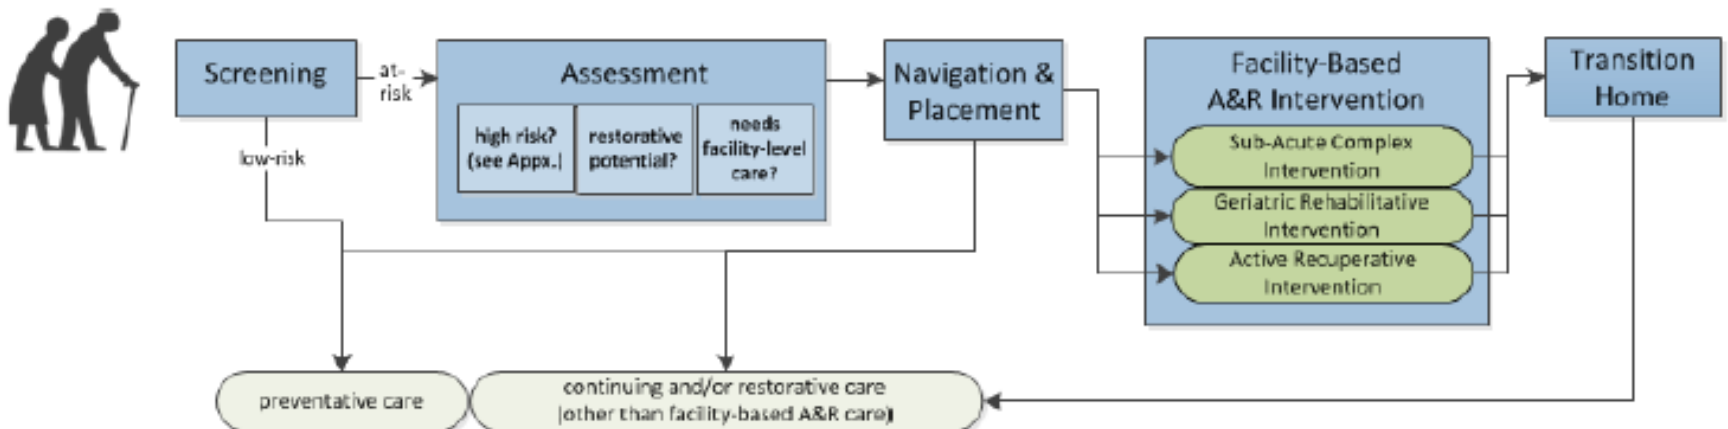 Screening
at-
risk
low-risk
Assessment
high risk?
(see Appx.)
restorative
potential?
needs
facility-level
care?
Navigation &
Placement
Facility-Based
A&R Intervention
Sub-Acute Complex
Intervention
Geriatric Rehabilitative
Intervention
Active Recuperative
Intervention
Transition
Home
preventative care
continuing and/or restorative care
(other than facility-based A&R care)